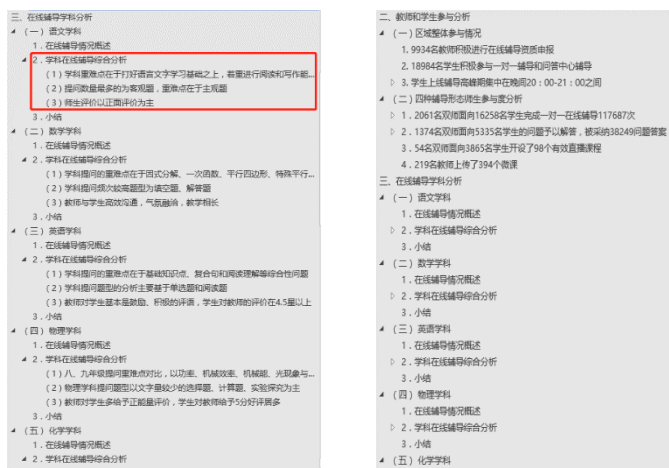 三、在线辅导学科分析
（一）语文学科
1．在线辅导情况概述
2．学科在线辅导综合分析
（1）学科重难点在于打好语言文字学习基础之上，着重进行阅读和写作能...
（2）提问数量最多的为客观题，重难点在于主观题
（3）师生评价以正面评价为主
3．小结
（二）数学学科
1．在线辅导情况概述
2．学科在线辅导综合分析
（1）学科提问的重难点在于因式分解、一次函数、平行四边形、特殊平行...
（2）学科提问频次较高题型为填空题、解答题
（3）教师与学生高效沟通，气氛融洽，教学相长
3．小结
（三）英语学科
1．在线辅导情况概述
2．学科在线辅导综合分析
（1）学科提问的重难点在于基础知识点、复合句和阅读理解等综合性问题
（2）学科提问题型的分析主要基于单选题和阅读题
（3）教师对学生基本是鼓励、积极的评语，学生对教师的评价在4.5星以上
（四）物理学科
1．在线辅导情况概述
2．学科在线辅导综合分析
（1）八、九年级提问重难点对比，以功率、机械效率、机械能、光现象与...
（2）物理学科提问题型以文字量较少的选择题、计算题、实验探究为主
（3）教师对学生多给予正能量评价，学生对教师给予5分好评居多
3．小结
（五）化学学科
1．在线辅导情况概述
2．学科在线辅导综合分析
二、教师和学生参与分析
（一）区域整体参与情况
1. 9934名教师积极进行在线辅导资质申报
2. 18984名学生积极参与一对一辅导和问答中心辅导
3. 学生上线辅导高峰期集中在晚间20：00-21：00之间
（二）四种辅导形态师生参与度分析
1．2061名双师面向16258名学生完成一对一在线辅导117687次
2．1374名双师面向5335名学生的问题予以解答，被采纳38249问题答案
3．54名双师面向3865名学生开设了98个有效直播课程
4．219名教师上传了394个微课
三、在线辅导学科分析
（一）语文学科
1．在线辅导情况概述
2．学科在线辅导综合分析
3．小结
（二）数学学科
1．在线辅导情况概述
2．学科在线辅导综合分析
3．小结
（三）英语学科
1．在线辅导情况概述
2．学科在线辅导综合分析
3．小结
（四）物理学科
1．在线辅导情况概述
2．学科在线辅导综合分析
3．小结
（五）化学学科